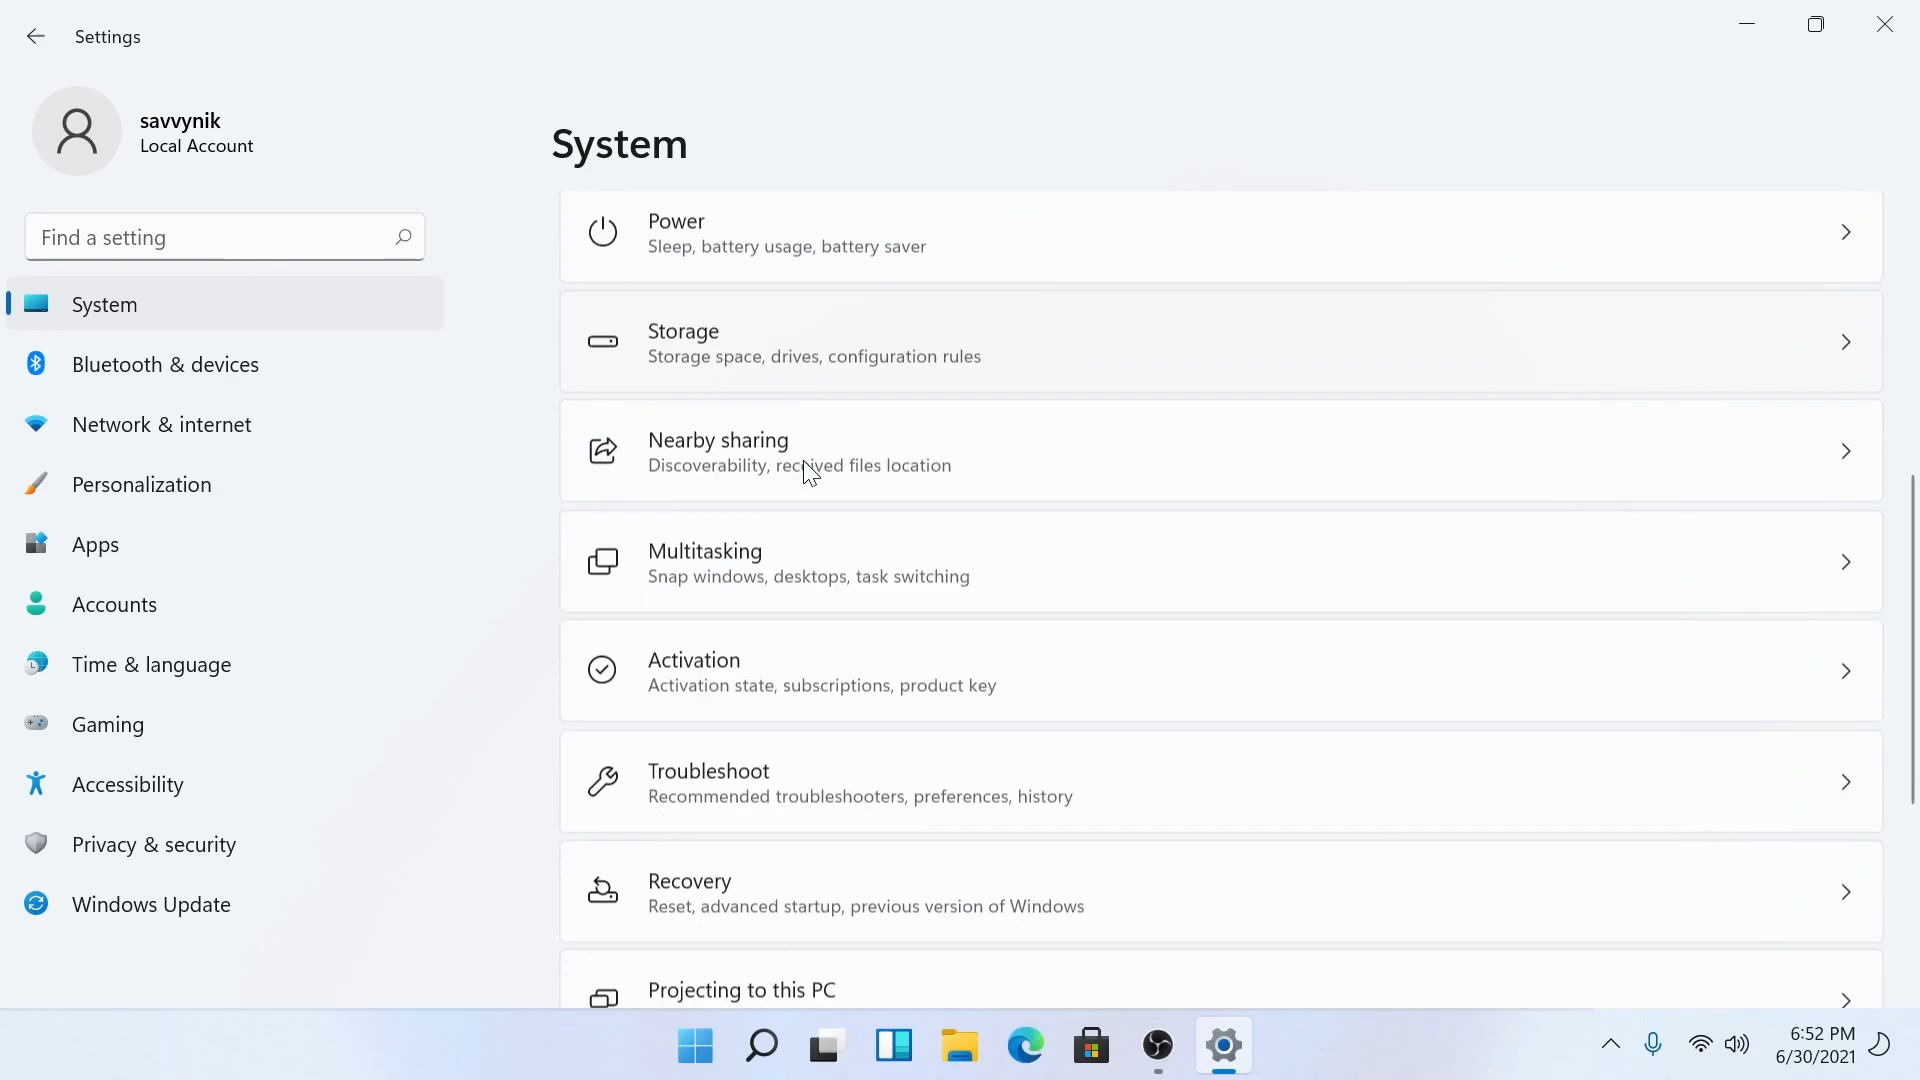 Settings
savvynik
Local Account
Find a setting
System
Bluetooth & devices
Network & internet
Personalization
Apps
Accounts
Time & language
Gaming
Accessibility
Privacy & security
Windows Update
System
Power
Sleep, battery usage, battery saver
Storage
Storage space, drives, configuration rules
Nearby sharing
Discoverability, received files location
Multitasking
Snap windows, desktops, task switching
Activation
Activation state, subscriptions, product key
Troubleshoot
Recommended troubleshooters, preferences, history
Recovery
Reset, advanced startup, previous version of Windows
Projecting to this PC
6:52 PM
6/30/2021